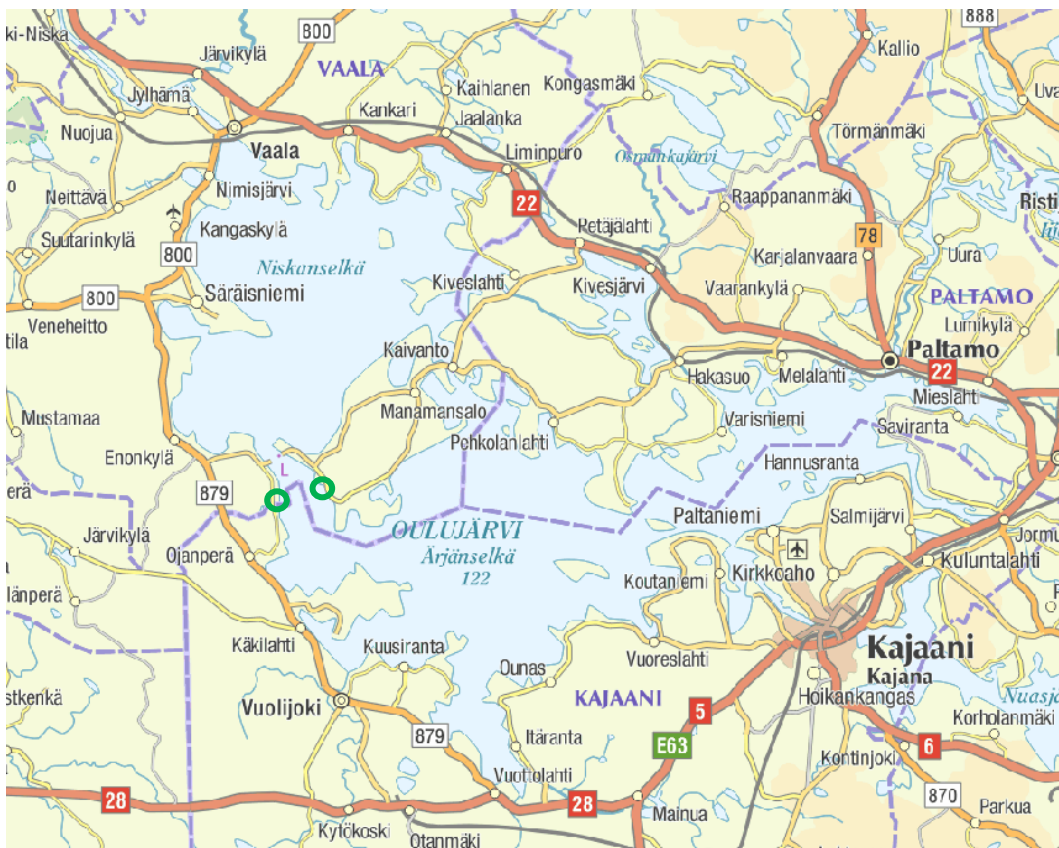 ki-Niska
800
888
Järvikylä
VAALA
Kallio
Jylhämä
Kaihlanen
Kongasmäki
Uva
Nuojua
Kankari
Jaalanka
Törmänmäki
Vaala
Liminpuro
Osmankajärvi
Neittävä
Nimisjärvi
Raappananmäki
22
Risti
Kangaskylä
Petäjälahti
78
Suutarinkylä
800
Niskanselkä
Karjalanvaara
Uura
Kiveslahti
Kivesjärvi
Vaarankylä
800
Säräisniemi
PALTAMO
Veneheitto
Lumikylä
tila
Kaivanto
Paltamo
Hakasuo
Melalahti
22
Manamansalo
Mieslahti
Mustamaa
Varisniemi
Saviranta
Pehkolanlahti
Enonkylä
L
Hannusranta
erä
879
Järvikylä
OULUJÄRVI
Paltaniemi
Salmijärvi
Ojanperä
Ärjänselkä
Jormu
122
Koutaniemi
Kirkkoaho
Kuluntalahti
länperä
Käkilahti
Kuusiranta
Vuoreslahti
Kajaani
Ounas
Kajana
stkenkä
KAJAANI
Hoikankangas
Nuasjä
Vuolijoki
5
Korholanmäki
879
Itäranta
E63
6
Kontinjoki
Vuottolahti
870
28
28
Mainua
Parkua
Kytökoski
Otanmäki